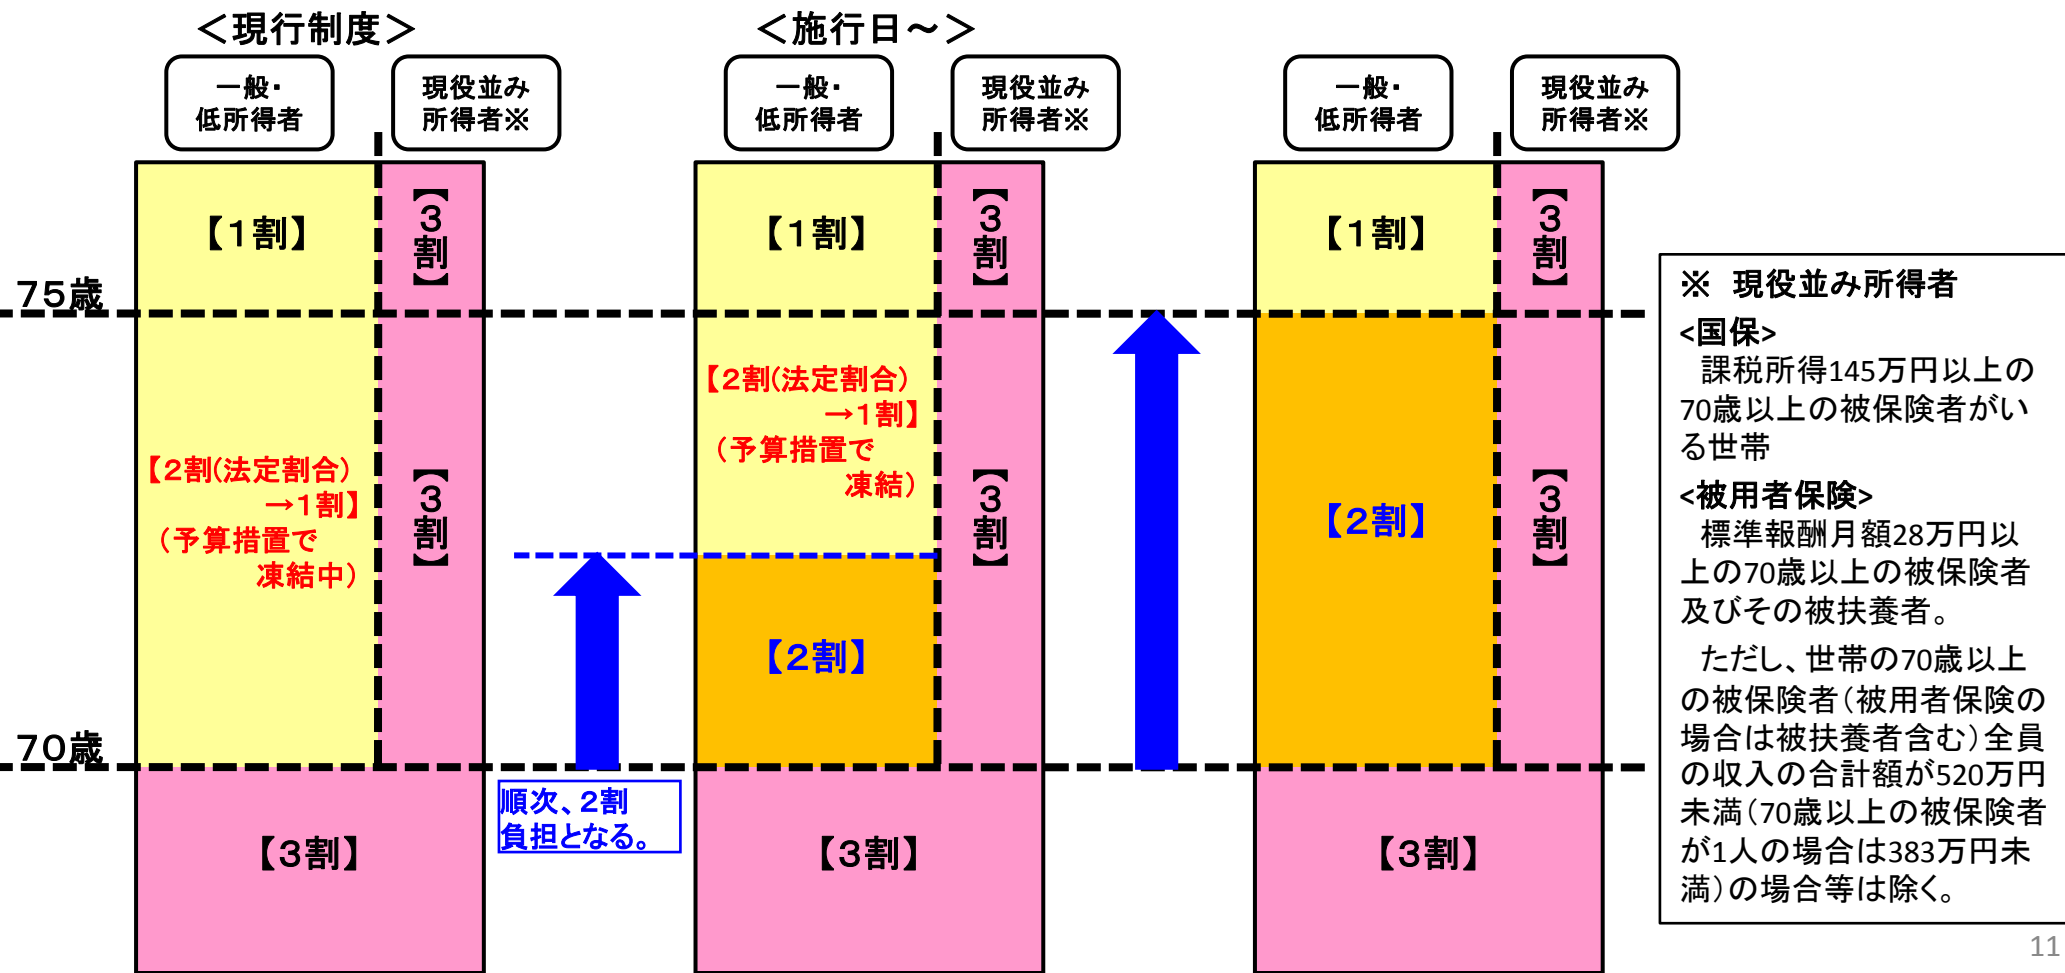 ＜現行制度＞
一般・
低所得者
現役並み
所得者※
【1割】
【3割】
75歳
【2割(法定割合)
→1割】
（予算措置で
凍結中）
【3割】
70歳
【3割】
順次、2割
負担となる。
＜施行日～＞
一般・
低所得者
現役並み
所得者※
【1割】
【3割】
【2割(法定割合)
→1割】
（予算措置で
凍結）
【3割】
【2割】
【3割】
一般・
低所得者
現役並み
所得者※
【1割】
【3割】
【2割】
【3割】
【3割】
※　現役並み所得者
<国保>
課税所得145万円以上の
70歳以上の被保険者がい
る世帯
<被用者保険>
標準報酬月額28万円以
上の70歳以上の被保険者
及びその被扶養者。
ただし、世帯の70歳以上
の被保険者（被用者保険の
場合は被扶養者含む）全員
の収入の合計額が520万円
未満（70歳以上の被保険者
が1人の場合は383万円未
満）の場合等は除く。
11